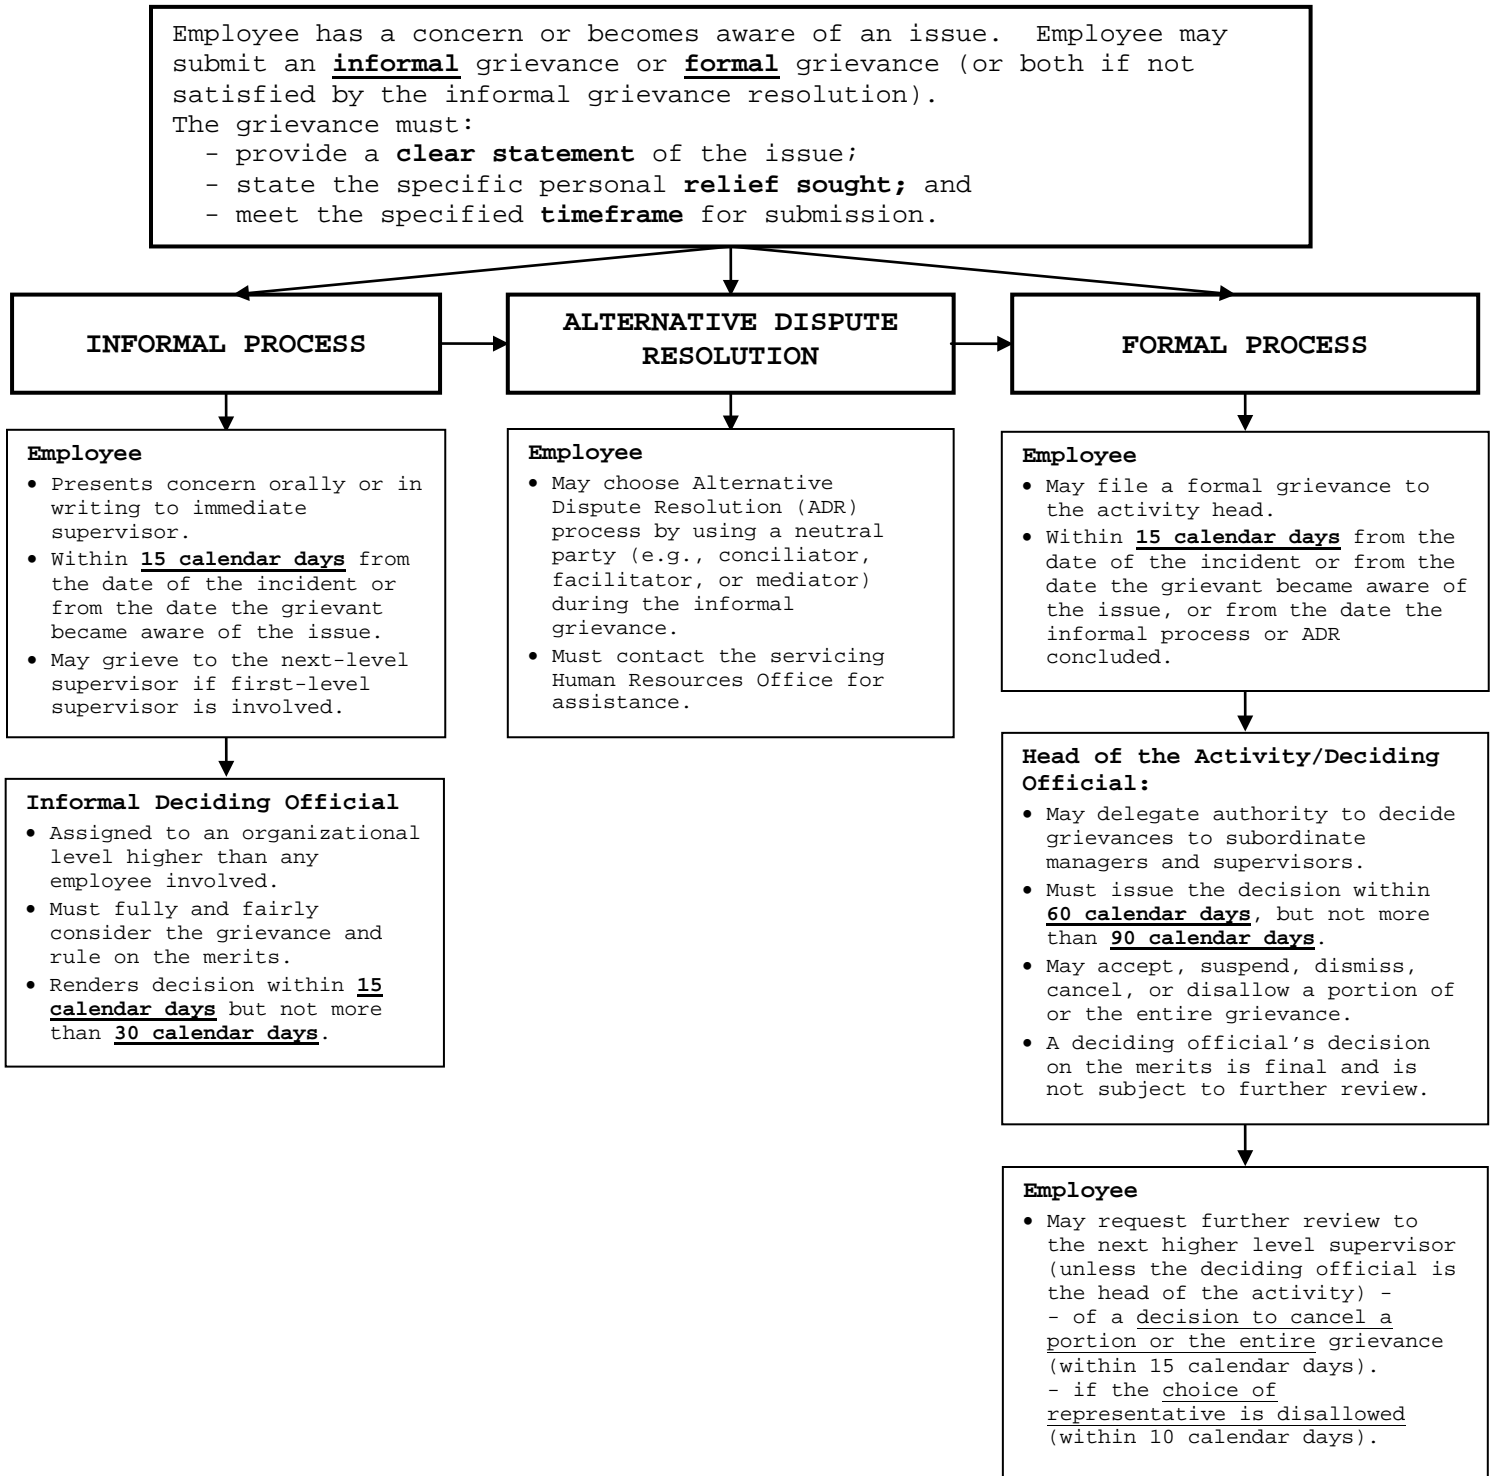 Employee has a concern or becomes aware of an issue.  Employee may
submit an informal grievance or formal grievance (or both if not
satisfied by the informal grievance resolution).
The grievance must:
- provide a clear statement of the issue;
- state the specific personal relief sought; and
- meet the specified timeframe for submission.
INFORMAL PROCESS
ALTERNATIVE DISPUTE
RESOLUTION
FORMAL PROCESS
Employee
• Presents concern orally or in
writing to immediate
supervisor.
• Within 15 calendar days from
the date of the incident or
from the date the grievant
became aware of the issue.
• May grieve to the next-level
supervisor if first-level
supervisor is involved.
Informal Deciding Official
• Assigned to an organizational
level higher than any
employee involved.
• Must fully and fairly
consider the grievance and
rule on the merits.
• Renders decision within 15
calendar days but not more
than 30 calendar days.
Employee
• May choose Alternative
Dispute Resolution (ADR)
process by using a neutral
party (e.g., conciliator,
facilitator, or mediator)
during the informal
grievance.
• Must contact the servicing
Human Resources Office for
assistance.
Employee
• May file a formal grievance to
the activity head.
• Within 15 calendar days from the
date of the incident or from the
date the grievant became aware of
the issue, or from the date the
informal process or ADR
concluded.
Head of the Activity/Deciding
Official:
• May delegate authority to decide
grievances to subordinate
managers and supervisors.
• Must issue the decision within
60 calendar days, but not more
than 90 calendar days.
• May accept, suspend, dismiss,
cancel, or disallow a portion of
or the entire grievance.
• A deciding official’s decision
on the merits is final and is
not subject to further review.
Employee
• May request further review to
the next higher level supervisor
(unless the deciding official is
the head of the activity) -
- of a decision to cancel a
portion or the entire grievance
(within 15 calendar days).
- if the choice of
representative is disallowed
(within 10 calendar days).